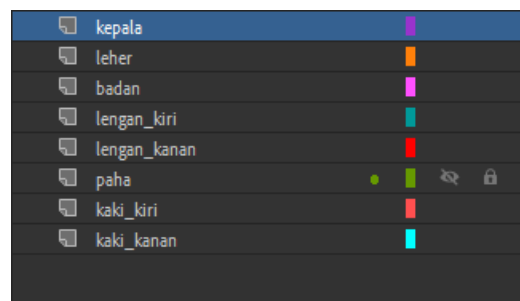 kepala
leher
badan
lengan_kiri
lengan_kanan
paha
kaki_kiri
kaki_kanan